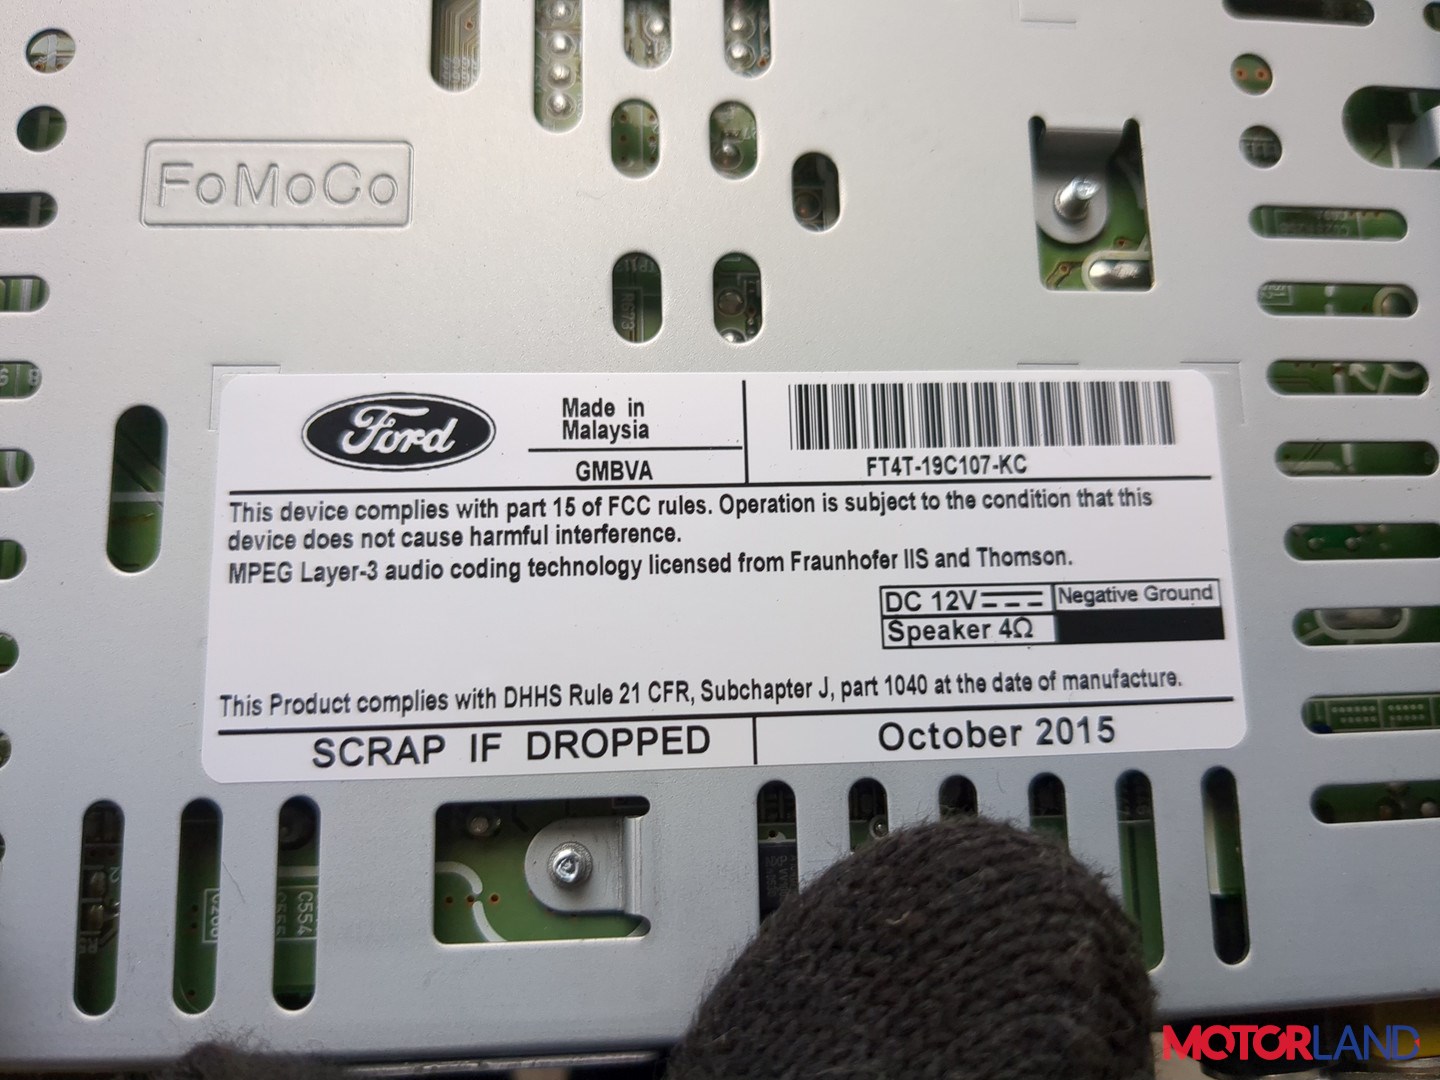 FoMoCo
Ford
Made in
Malaysia
GMBVA
FT4T-19C107-KC
This device complies with part 15 of FCC rules. Operation is subject to the condition that this
device does not cause harmful interference.
MPEG Layer-3 audio coding technology licensed from Fraunhofer IIS and Thomson.
DC 12V
Negative Ground
Speaker 4Ω
This Product complies with DHHS Rule 21 CFR, Subchapter J, part 1040 at the date of manufacture.
SCRAP IF DROPPED
October 2015
C554
MOTORLAND